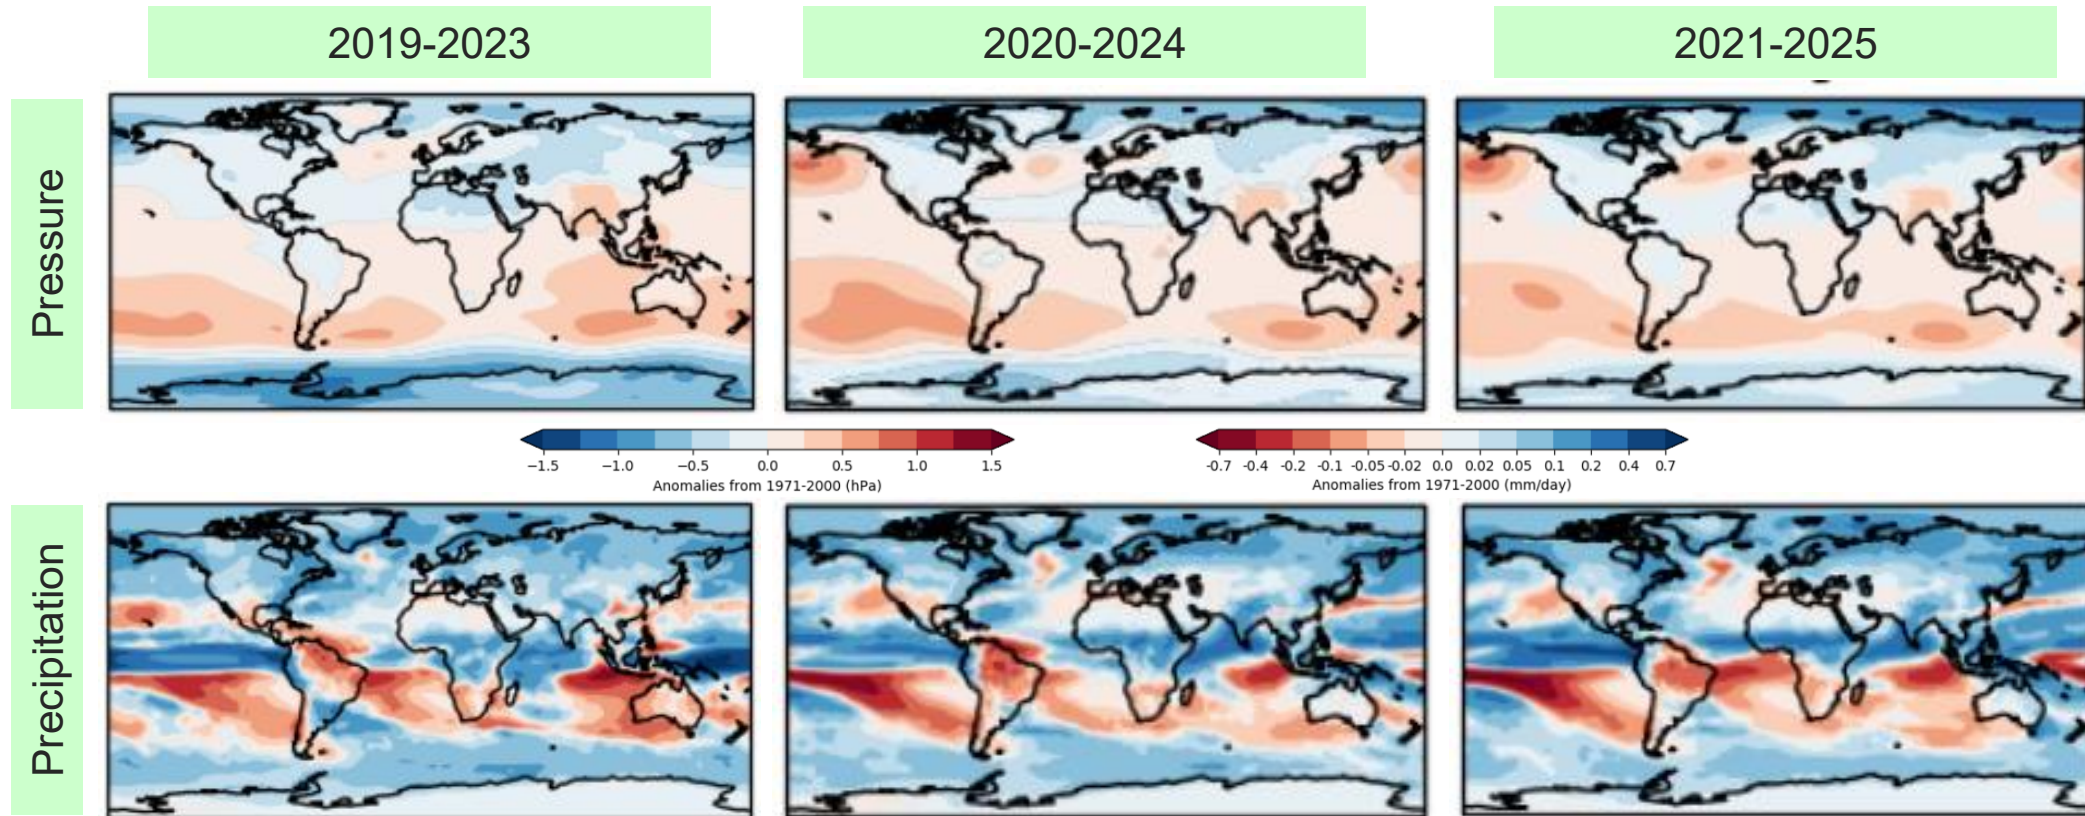 2019-2023 2020-2024 2021-2025
Pressure
−1.5 −1.0 −0.5 0.0 0.5 1.0 1.5
Anomalies from 1971-2000 (hPa)
-0.7 -0.4 -0.2 -0.1 -0.05 -0.02 0.0 0.02 0.05 0.1 0.2 0.4 0.7
Anomalies from 1971-2000 (mm/day)
Precipitation